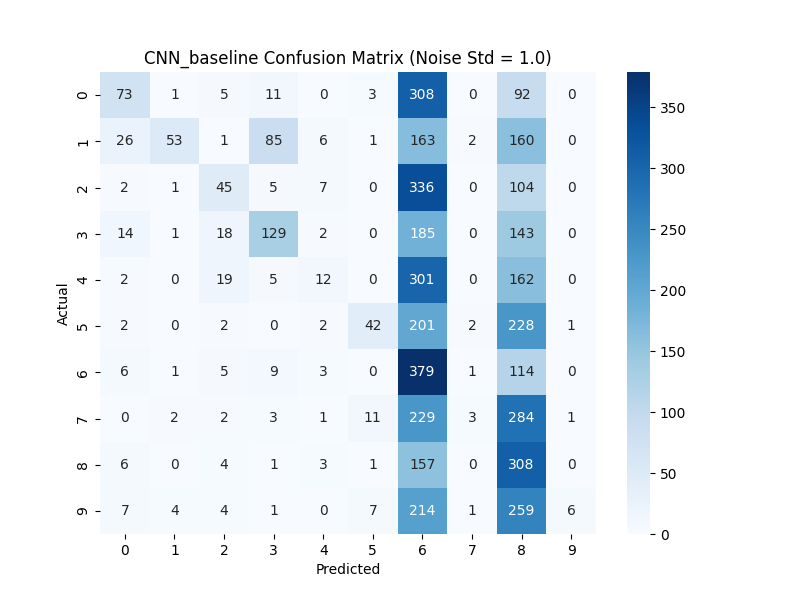 CNN_baseline Confusion Matrix (Noise Std = 1.0)
0 73 1 5 11 0 3 308 0 92 0
1 26 53 1 85 6 1 163 2 160 0
2 2 1 45 5 7 0 336 0 104 0
3 14 1 18 129 2 0 185 0 143 0
4 2 0 19 5 12 0 301 0 162 0
5 2 0 2 0 2 42 201 2 228 1
6 6 1 5 9 3 0 379 1 114 0
7 0 2 2 3 1 11 229 3 284 1
8 6 0 4 1 3 1 157 0 308 0
9 7 4 4 1 0 7 214 1 259 6
0 1 2 3 4 5 6 7 8 9
Predicted
Actual
350
300
250
200
150
100
50
0